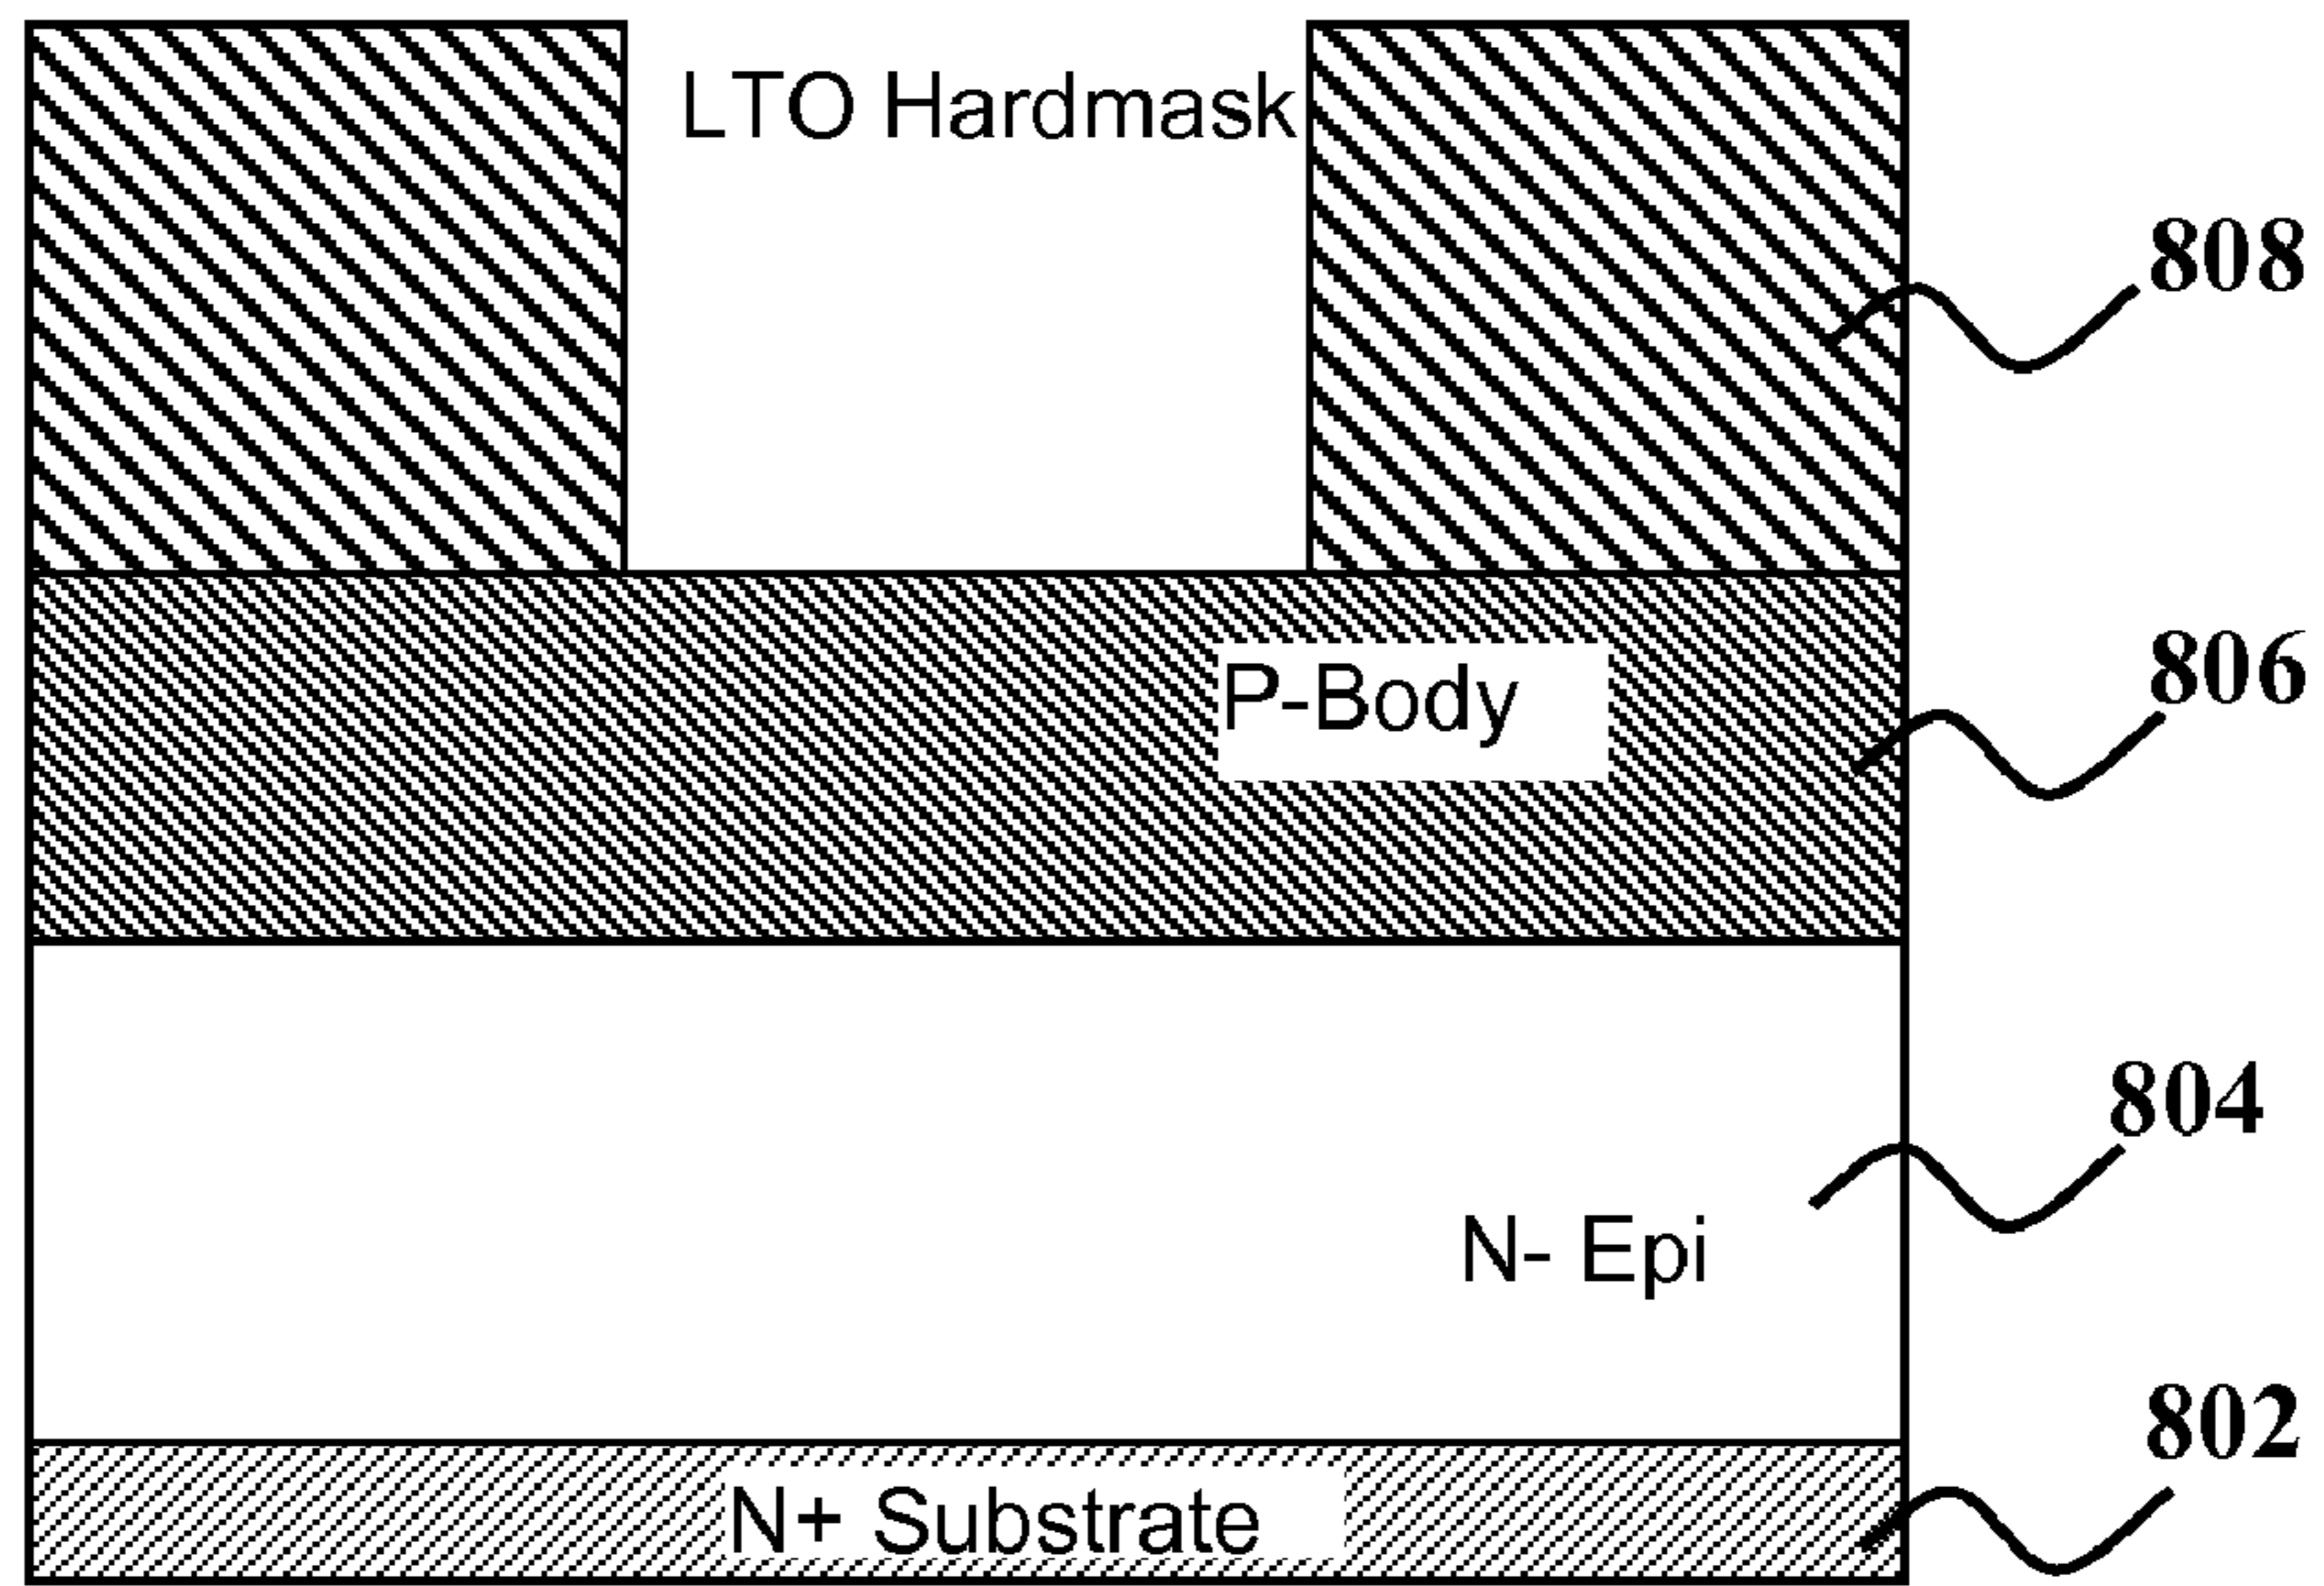 LTO Hardmask
808
806
P-Body
804
N- Epi
802
N+ Substrate